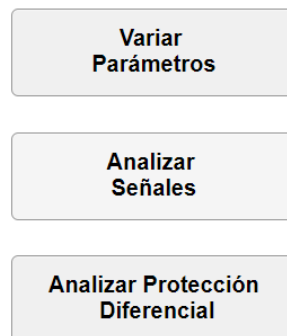 Variar
Parámetros
Analizar
Señales
Analizar Protección
Diferencial